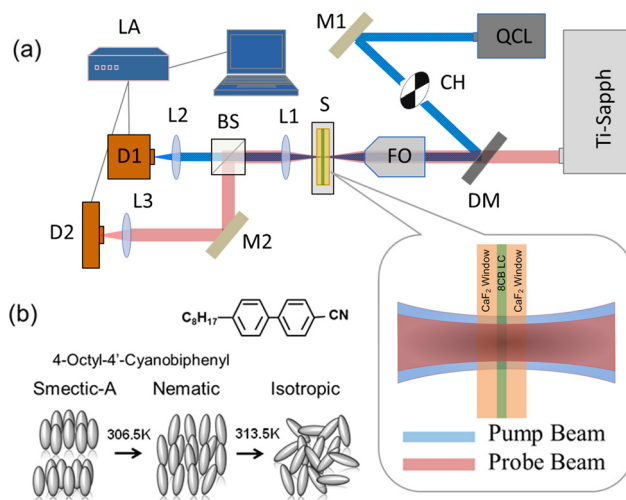 (a)
LA
M1
QCL
CH
Ti-Sapph
L2
BS
L1
S
D1
FO
DM
D2
L3
M2
CaF₂ Window
8CB LC
CaF₂ Window
Pump Beam
Probe Beam
(b)
C₈H₁₇
CN
4-Octyl-4'-Cyanobiphenyl
Smectic-A
Nematic
Isotropic
306.5K
313.5K